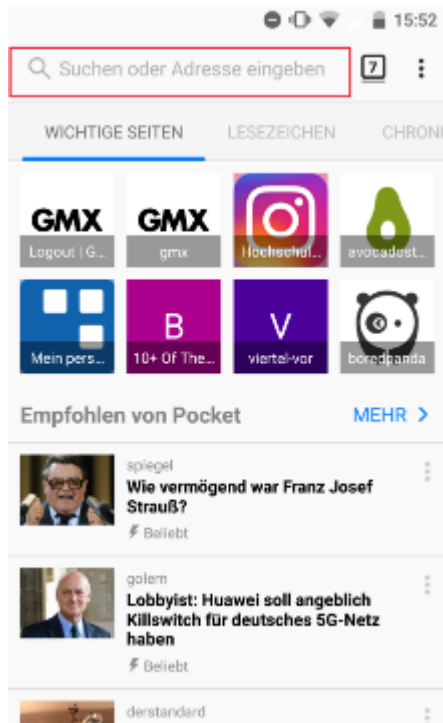 15:52
Suchen oder Adresse eingeben
7
WICHTIGE SEITEN LESEZEICHEN CHRONI
GMX GMX
Logout | G... gmx Hochschul... avocadost...
B V
Mein pers... 10+ Of The... viertel-vor boredpanda
Empfohlen von Pocket MEHR >
spiegel
Wie vermögend war Franz Josef
Strauß?
Beliebt
golem
Lobbyist: Huawei soll angeblich
Killswitch für deutsches 5G-Netz
haben
Beliebt
derstandard